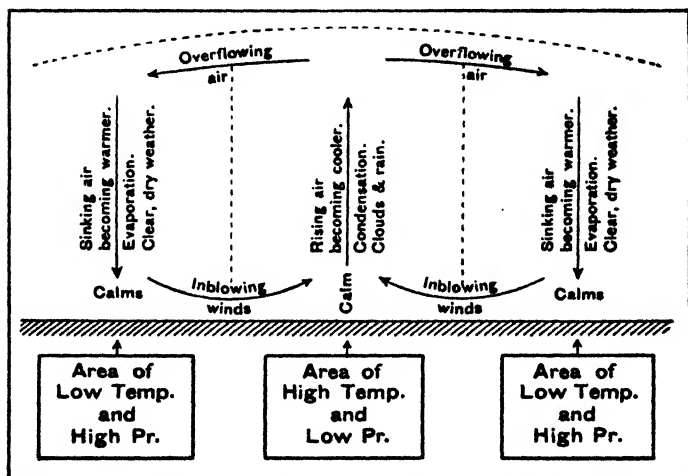 Overflowing
air
Overflowing
air
Sinking air
becoming warmer.
Evaporation.
Clear, dry weather.
Rising air
becoming cooler.
Condensation.
Clouds & rain.
Sinking air
becoming warmer.
Evaporation.
Clear, dry weather.
Calms
Inblowing
winds
Calm
Inblowing
winds
Calms
Area of
Low Temp.
and
High Pr.
Area of
High Temp.
and
Low Pr.
Area of
Low Temp.
and
High Pr.